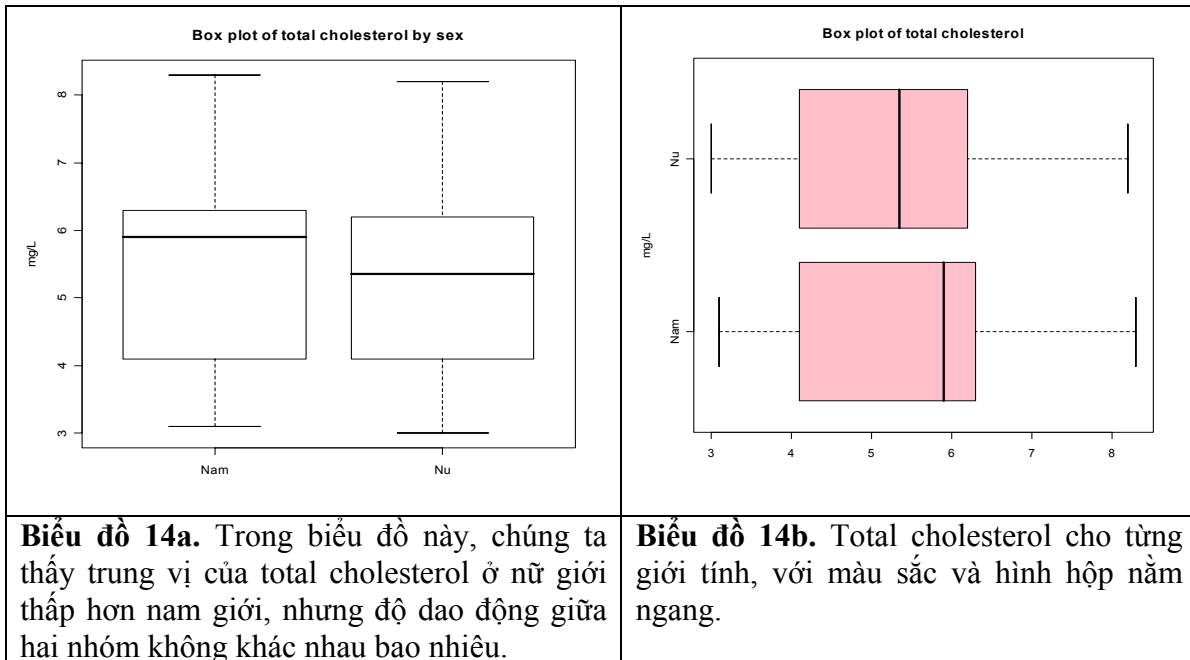 Box plot of total cholesterol by sex
8
7
6
5
4
3
mg/L
Nam
Nu
Box plot of total cholesterol
Nu
Nam
mg/L
3
4
5
6
7
8
Biểu đồ 14a. Trong biểu đồ này, chúng ta
thấy trung vị của total cholesterol ở nữ giới
thấp hơn nam giới, nhưng độ dao động giữa
hai nhóm không khác nhau bao nhiêu.
Biểu đồ 14b. Total cholesterol cho từng
giới tính, với màu sắc và hình hộp nằm
ngang.